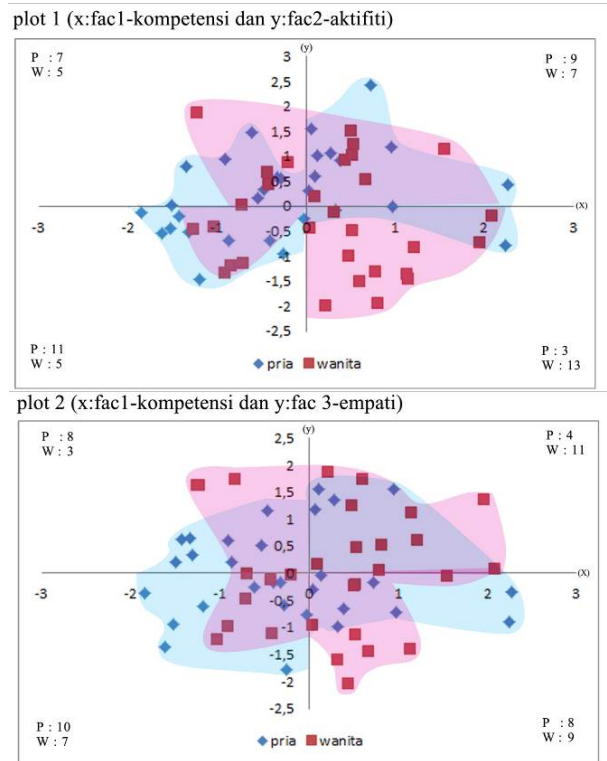 plot 1 (x:fac1-kompetensi dan y:fac2-aktifiti)
(y)
P : 7
W : 5
P : 9
W : 7
3
2,5
2
1,5
1
0,5
0
-0,5
-1
-1,5
-2
-2,5
-3
-2
-1
0
1
2
3
(X)
P : 11
W : 5
P : 3
W : 13
pria wanita
plot 2 (x:fac1-kompetensi dan y:fac 3-empati)
(y)
P : 8
W : 3
P : 4
W : 11
2,5
2
1,5
1
0,5
0
-0,5
-1
-1,5
-2
-2,5
-3
-2
-1
0
1
2
3
(X)
P : 10
W : 7
P : 8
W : 9
pria wanita